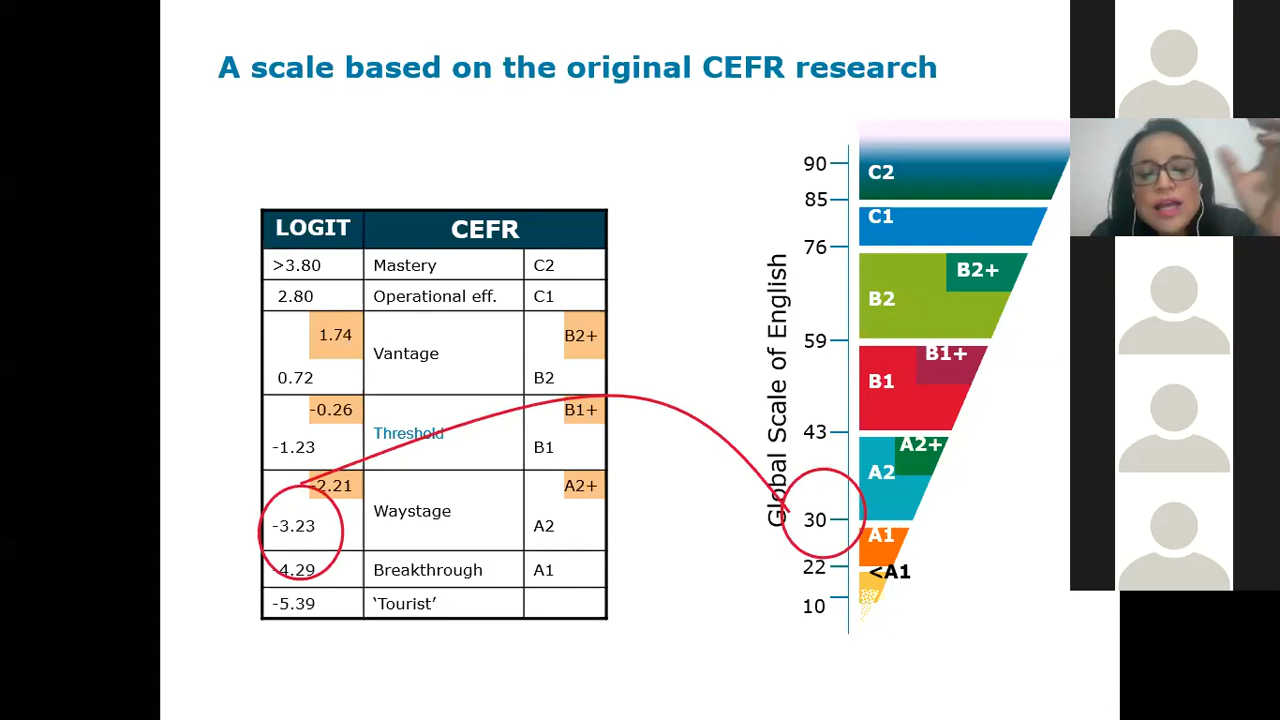 A scale based on the original CEFR research
LOGIT CEFR
>3.80 Mastery C2
2.80 Operational eff. C1
1.74 B2+
Vantage
0.72 B2
-0.26 B1+
Threshold
-1.23 B1
-2.21 A2+
Waystage
-3.23 A2
-4.29 Breakthrough A1
-5.39 ‘Tourist’
Global Scale of English
90
85
76
59
43
30
22
10
C2
C1
B2+
B2
B1+
B1
A2+
A2
A1
<A1